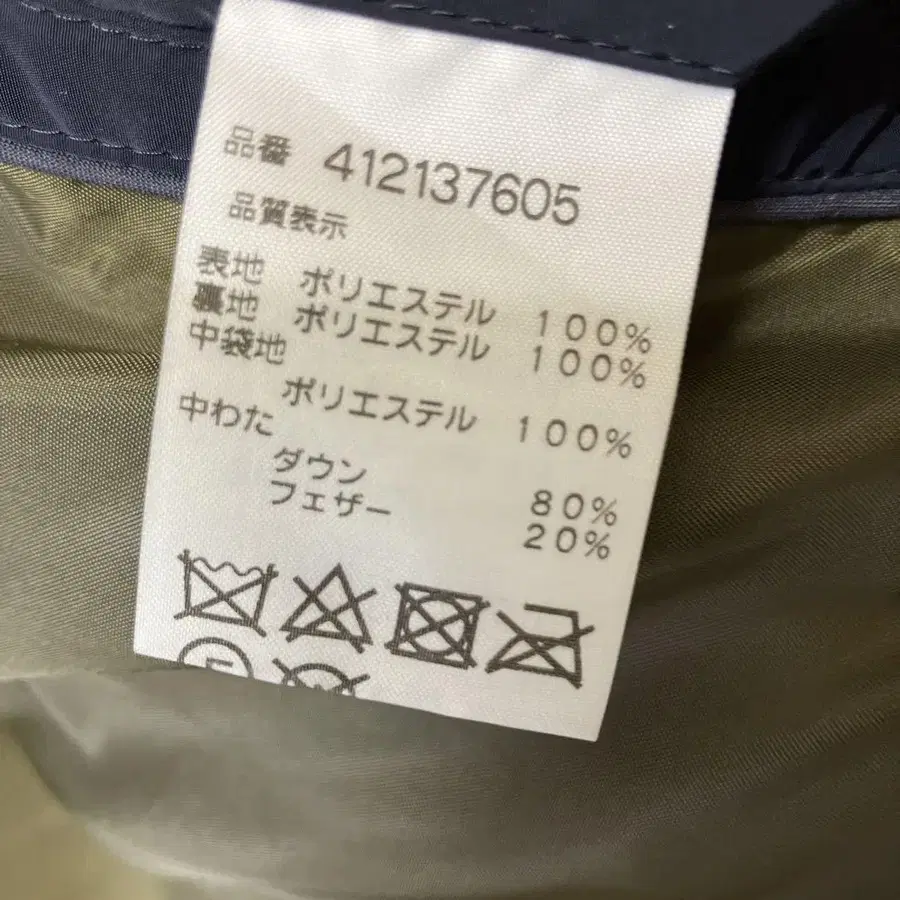 品番 412137605
品質表示
表地 ポリエステル 100%
裏地 ポリエステル 100%
中袋地
ポリエステル 100%
中わた
ダウン 80%
フェザー 20%